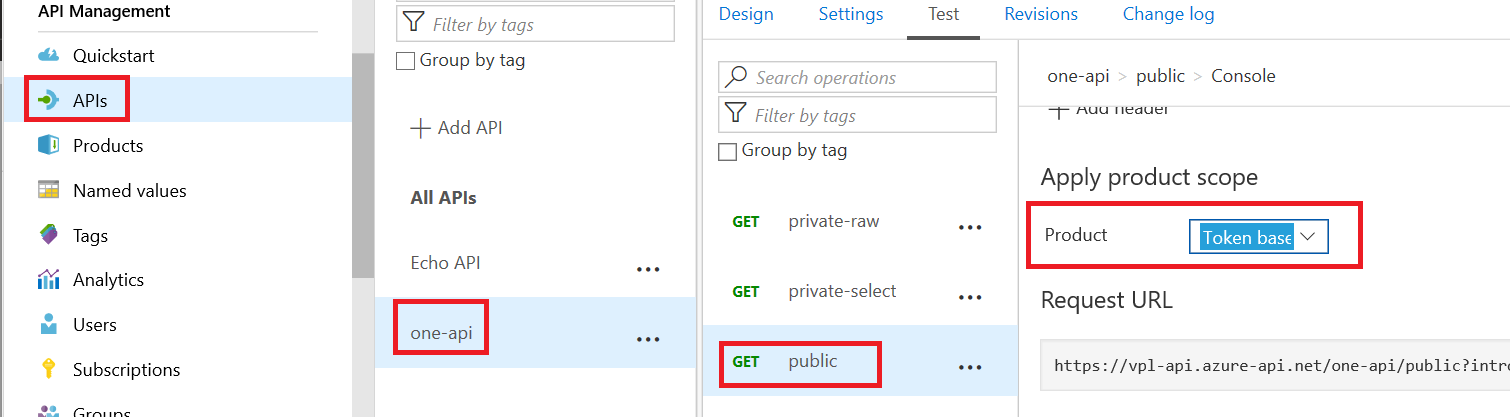 API Management
Quickstart
APIs
Products
Named values
Tags
Analytics
Users
Subscriptions
Groups
Filter by tags
Group by tag
Add API
All APIs
Echo API
...
one-api
...
Design Settings Test Revisions Change log
Search operations
Filter by tags
Group by tag
GET private-raw ...
GET private-select ...
GET public ...
one-api > public > Console
Add header
Apply product scope
Product Token base
Request URL
https://vpl-api.azure-api.net/one-api/public?intro